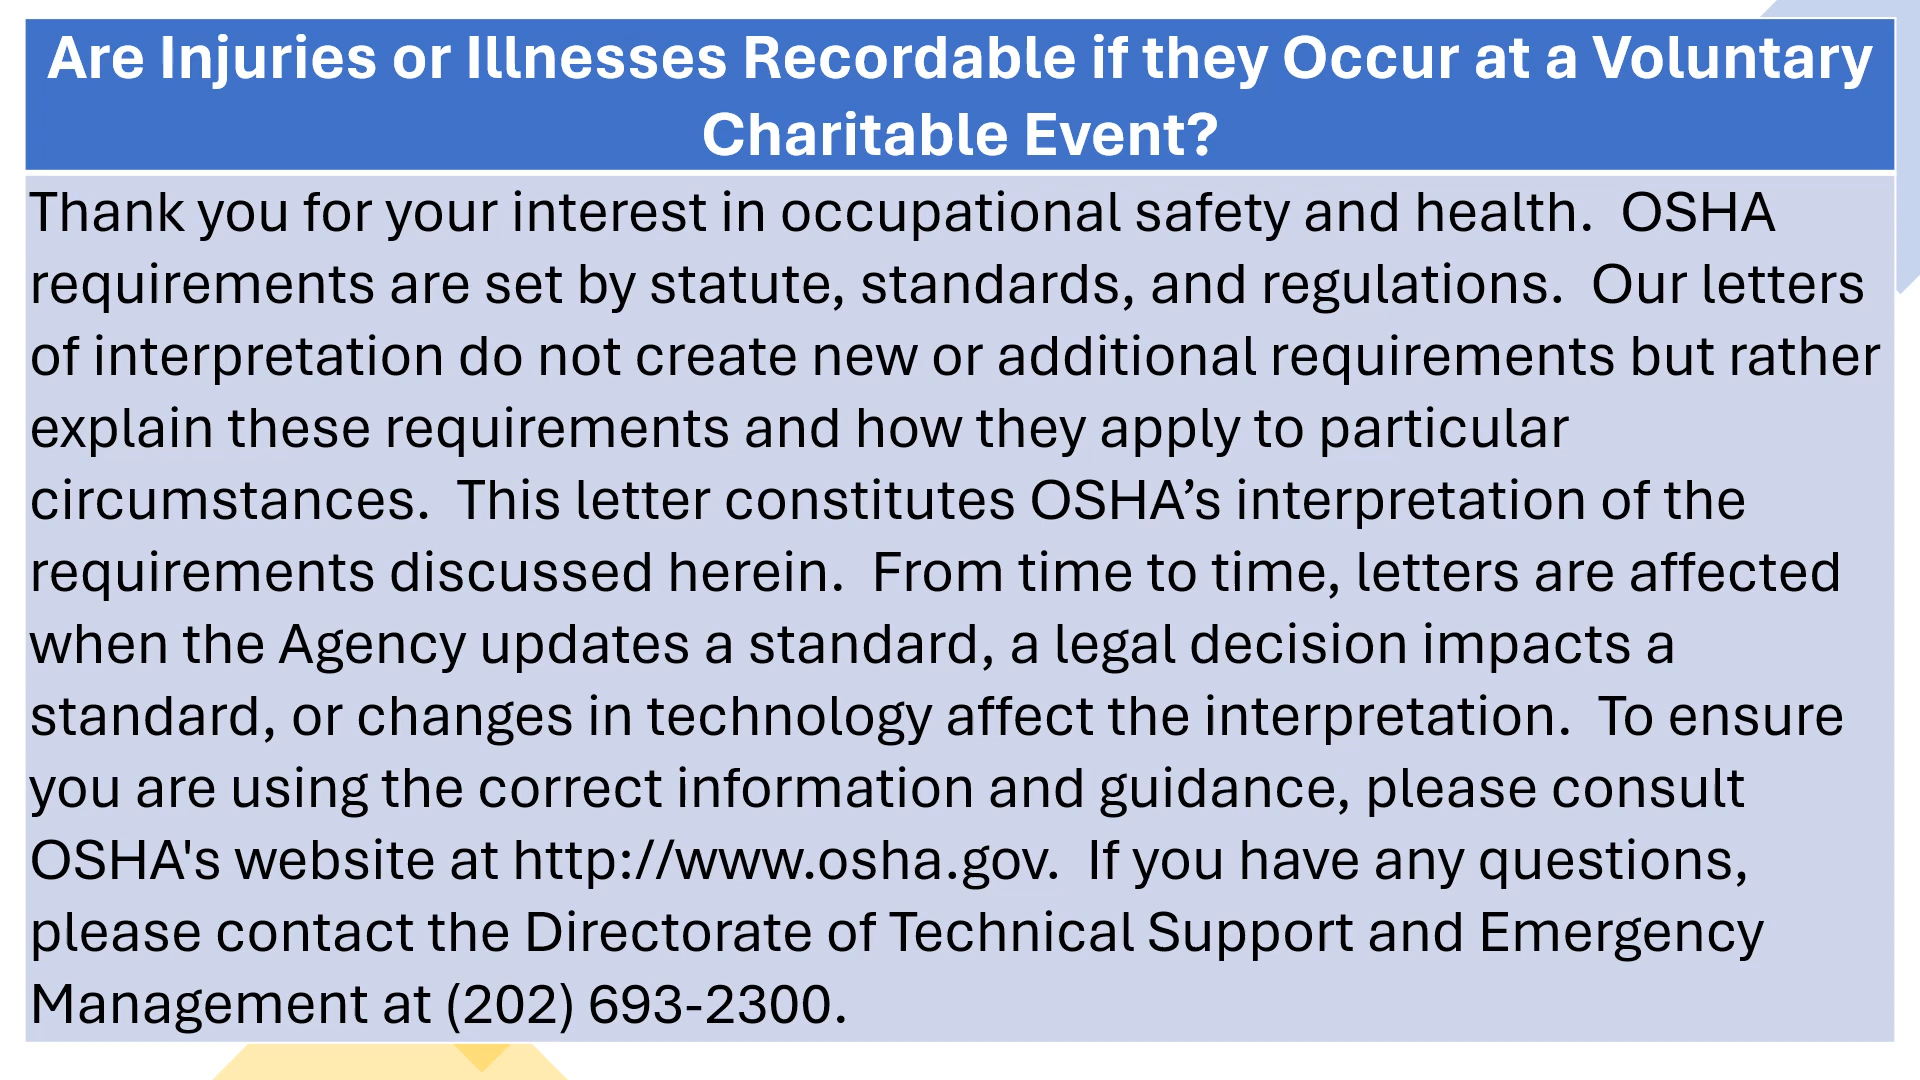 Are Injuries or Illnesses Recordable if they Occur at a Voluntary
Charitable Event?
Thank you for your interest in occupational safety and health.  OSHA
requirements are set by statute, standards, and regulations.  Our letters
of interpretation do not create new or additional requirements but rather
explain these requirements and how they apply to particular
circumstances.  This letter constitutes OSHA’s interpretation of the
requirements discussed herein.  From time to time, letters are affected
when the Agency updates a standard, a legal decision impacts a
standard, or changes in technology affect the interpretation.  To ensure
you are using the correct information and guidance, please consult
OSHA's website at http://www.osha.gov.  If you have any questions,
please contact the Directorate of Technical Support and Emergency
Management at (202) 693-2300.